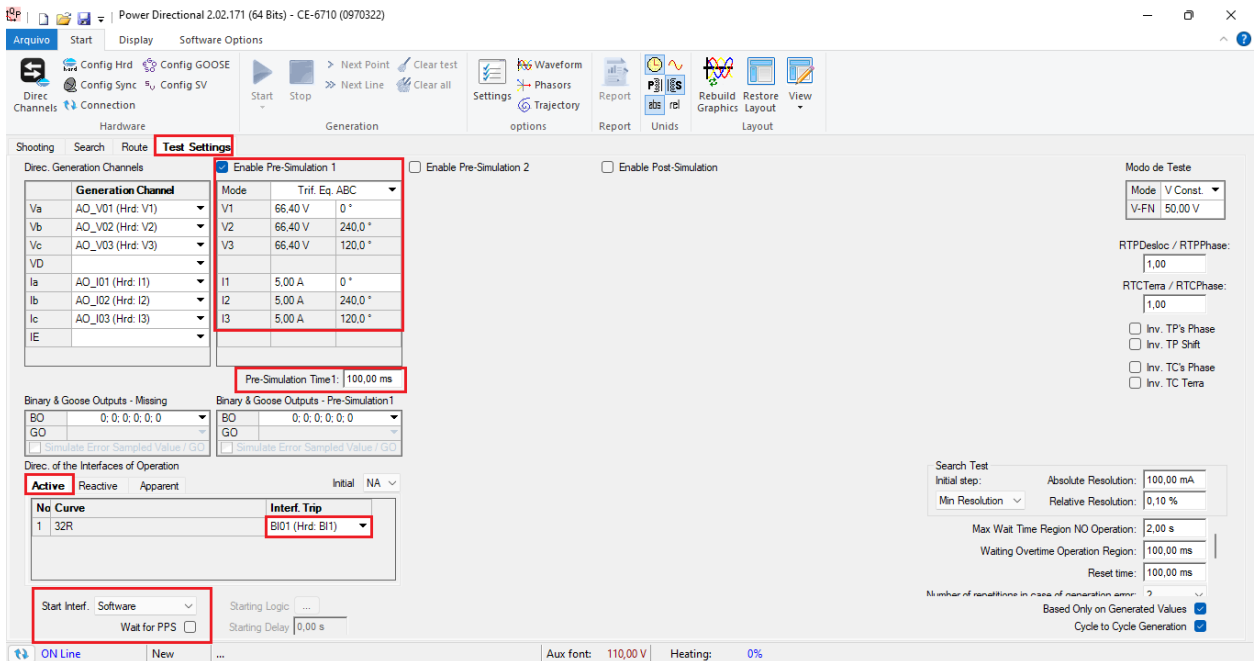 Power Directional 2.02.171 (64 Bits) - CE-6710 (0970322)
Arquivo Start Display Software Options
Config Hrd Config GOOSE Next Point Clear test Waveform
Config Sync Config SV Next Line Clear all Phasors
Direc Channels Connection Start Stop Settings Trajectory Report abs rel Rebuild Graphics Restore Layout View
Hardware Generation options Report Unids Layout
Shooting Search Route Test Settings
Direc. Generation Channels Enable Pre-Simulation 1 Enable Pre-Simulation 2 Enable Post-Simulation Modo de Teste
Generation Channel Mode Trif. Eq. ABC Mode V Const.
Va AO_V01 (Hrd: V1) V1 66,40 V 0 ° V-FN 50,00 V
Vb AO_V02 (Hrd: V2) V2 66,40 V 240,0 °
Vc AO_V03 (Hrd: V3) V3 66,40 V 120,0 °
RTPDesloc / RTPPhase:
VD
1,00
Ia AO_I01 (Hrd: I1) I1 5,00 A 0 °
RTCTerra / RTCPhase:
Ib AO_I02 (Hrd: I2) I2 5,00 A 240,0 °
1,00
Ic AO_I03 (Hrd: I3) I3 5,00 A 120,0 °
Inv. TP's Phase
IE
Inv. TP Shift
Inv. TC's Phase
Pre-Simulation Time1: 100,00 ms
Inv. TC Terra
Binary & Goose Outputs - Missing Binary & Goose Outputs - Pre-Simulation1
BO 0; 0; 0; 0; 0; 0 BO 0; 0; 0; 0; 0; 0
GO GO
Simulate Error Sampled Value / GO Simulate Error Sampled Value / GO
Direc. of the Interfaces of Operation
Active Reactive Apparent Initial NA
No Curve Interf. Trip
1 32R BI01 (Hrd: BI1)
Search Test
Initial step: Absolute Resolution: 100,00 mA
Min Resolution Relative Resolution: 0,10 %
Max Wait Time Region NO Operation: 2,00 s
Waiting Overtime Operation Region: 100,00 ms
Reset time: 100,00 ms
Number of repetitions in case of generation error: 2
Start Interf. Software Starting Logic ... Based Only on Generated Values
Wait for PPS Starting Delay 0,00 s Cycle to Cycle Generation
ON Line New ... Aux font: 110,00 V Heating: 0%